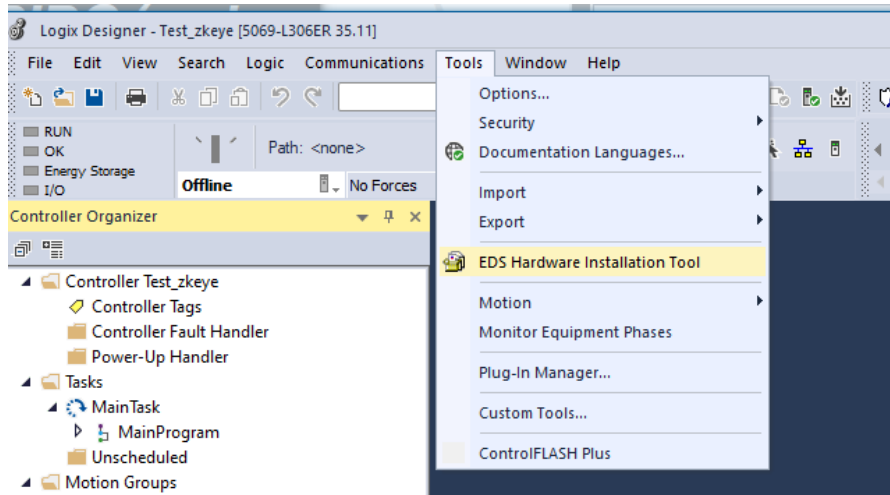 Logix Designer - Test_zkeye [5069-L306ER 35.11]
File Edit View Search Logic Communications Tools Window Help
RUN
OK
Energy Storage
I/O
Path: <none>
Offline
No Forces
Controller Organizer
Controller Test_zkeye
Controller Tags
Controller Fault Handler
Power-Up Handler
Tasks
MainTask
MainProgram
Unscheduled
Motion Groups
Options...
Security
Documentation Languages...
Import
Export
EDS Hardware Installation Tool
Motion
Monitor Equipment Phases
Plug-In Manager...
Custom Tools...
ControlFLASH Plus